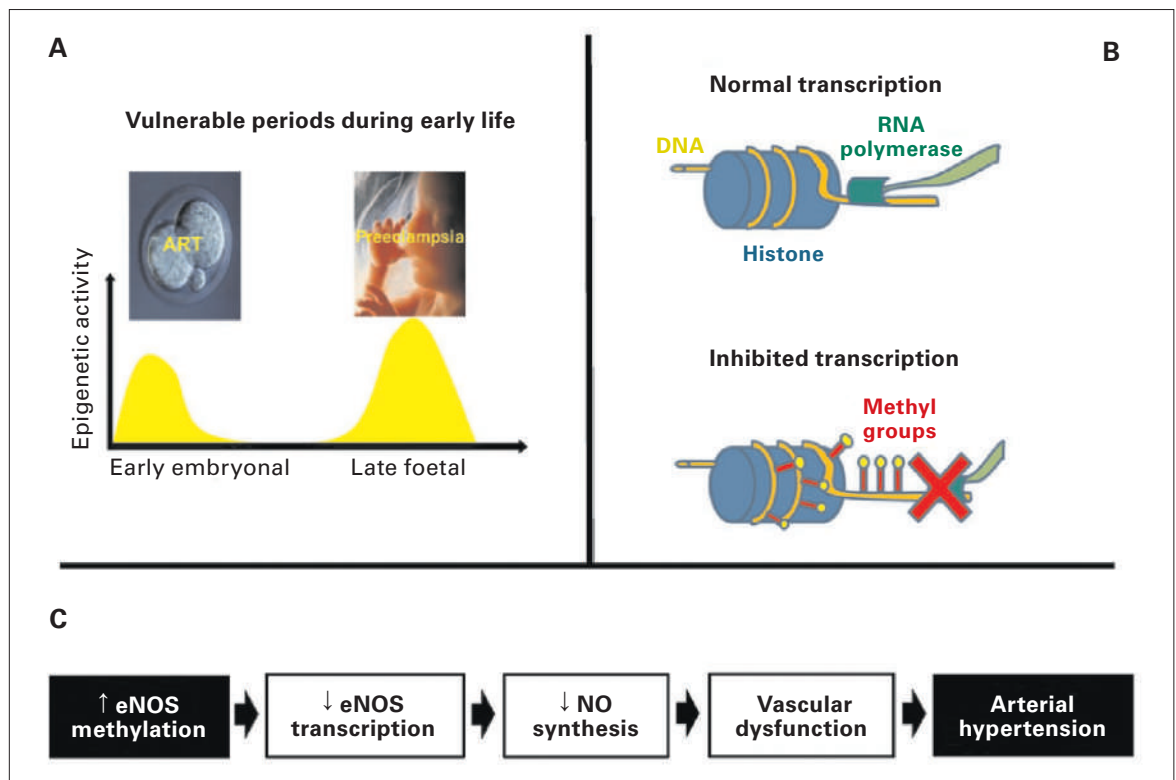 A
Vulnerable periods during early life
ART
Preeclampsia
Epigenetic activity
Early embryonal
Late foetal
B
Normal transcription
DNA
RNA
polymerase
Histone
Inhibited transcription
Methyl
groups
C
↑ eNOS
methylation
↓ eNOS
transcription
↓ NO
synthesis
Vascular
dysfunction
Arterial
hypertension